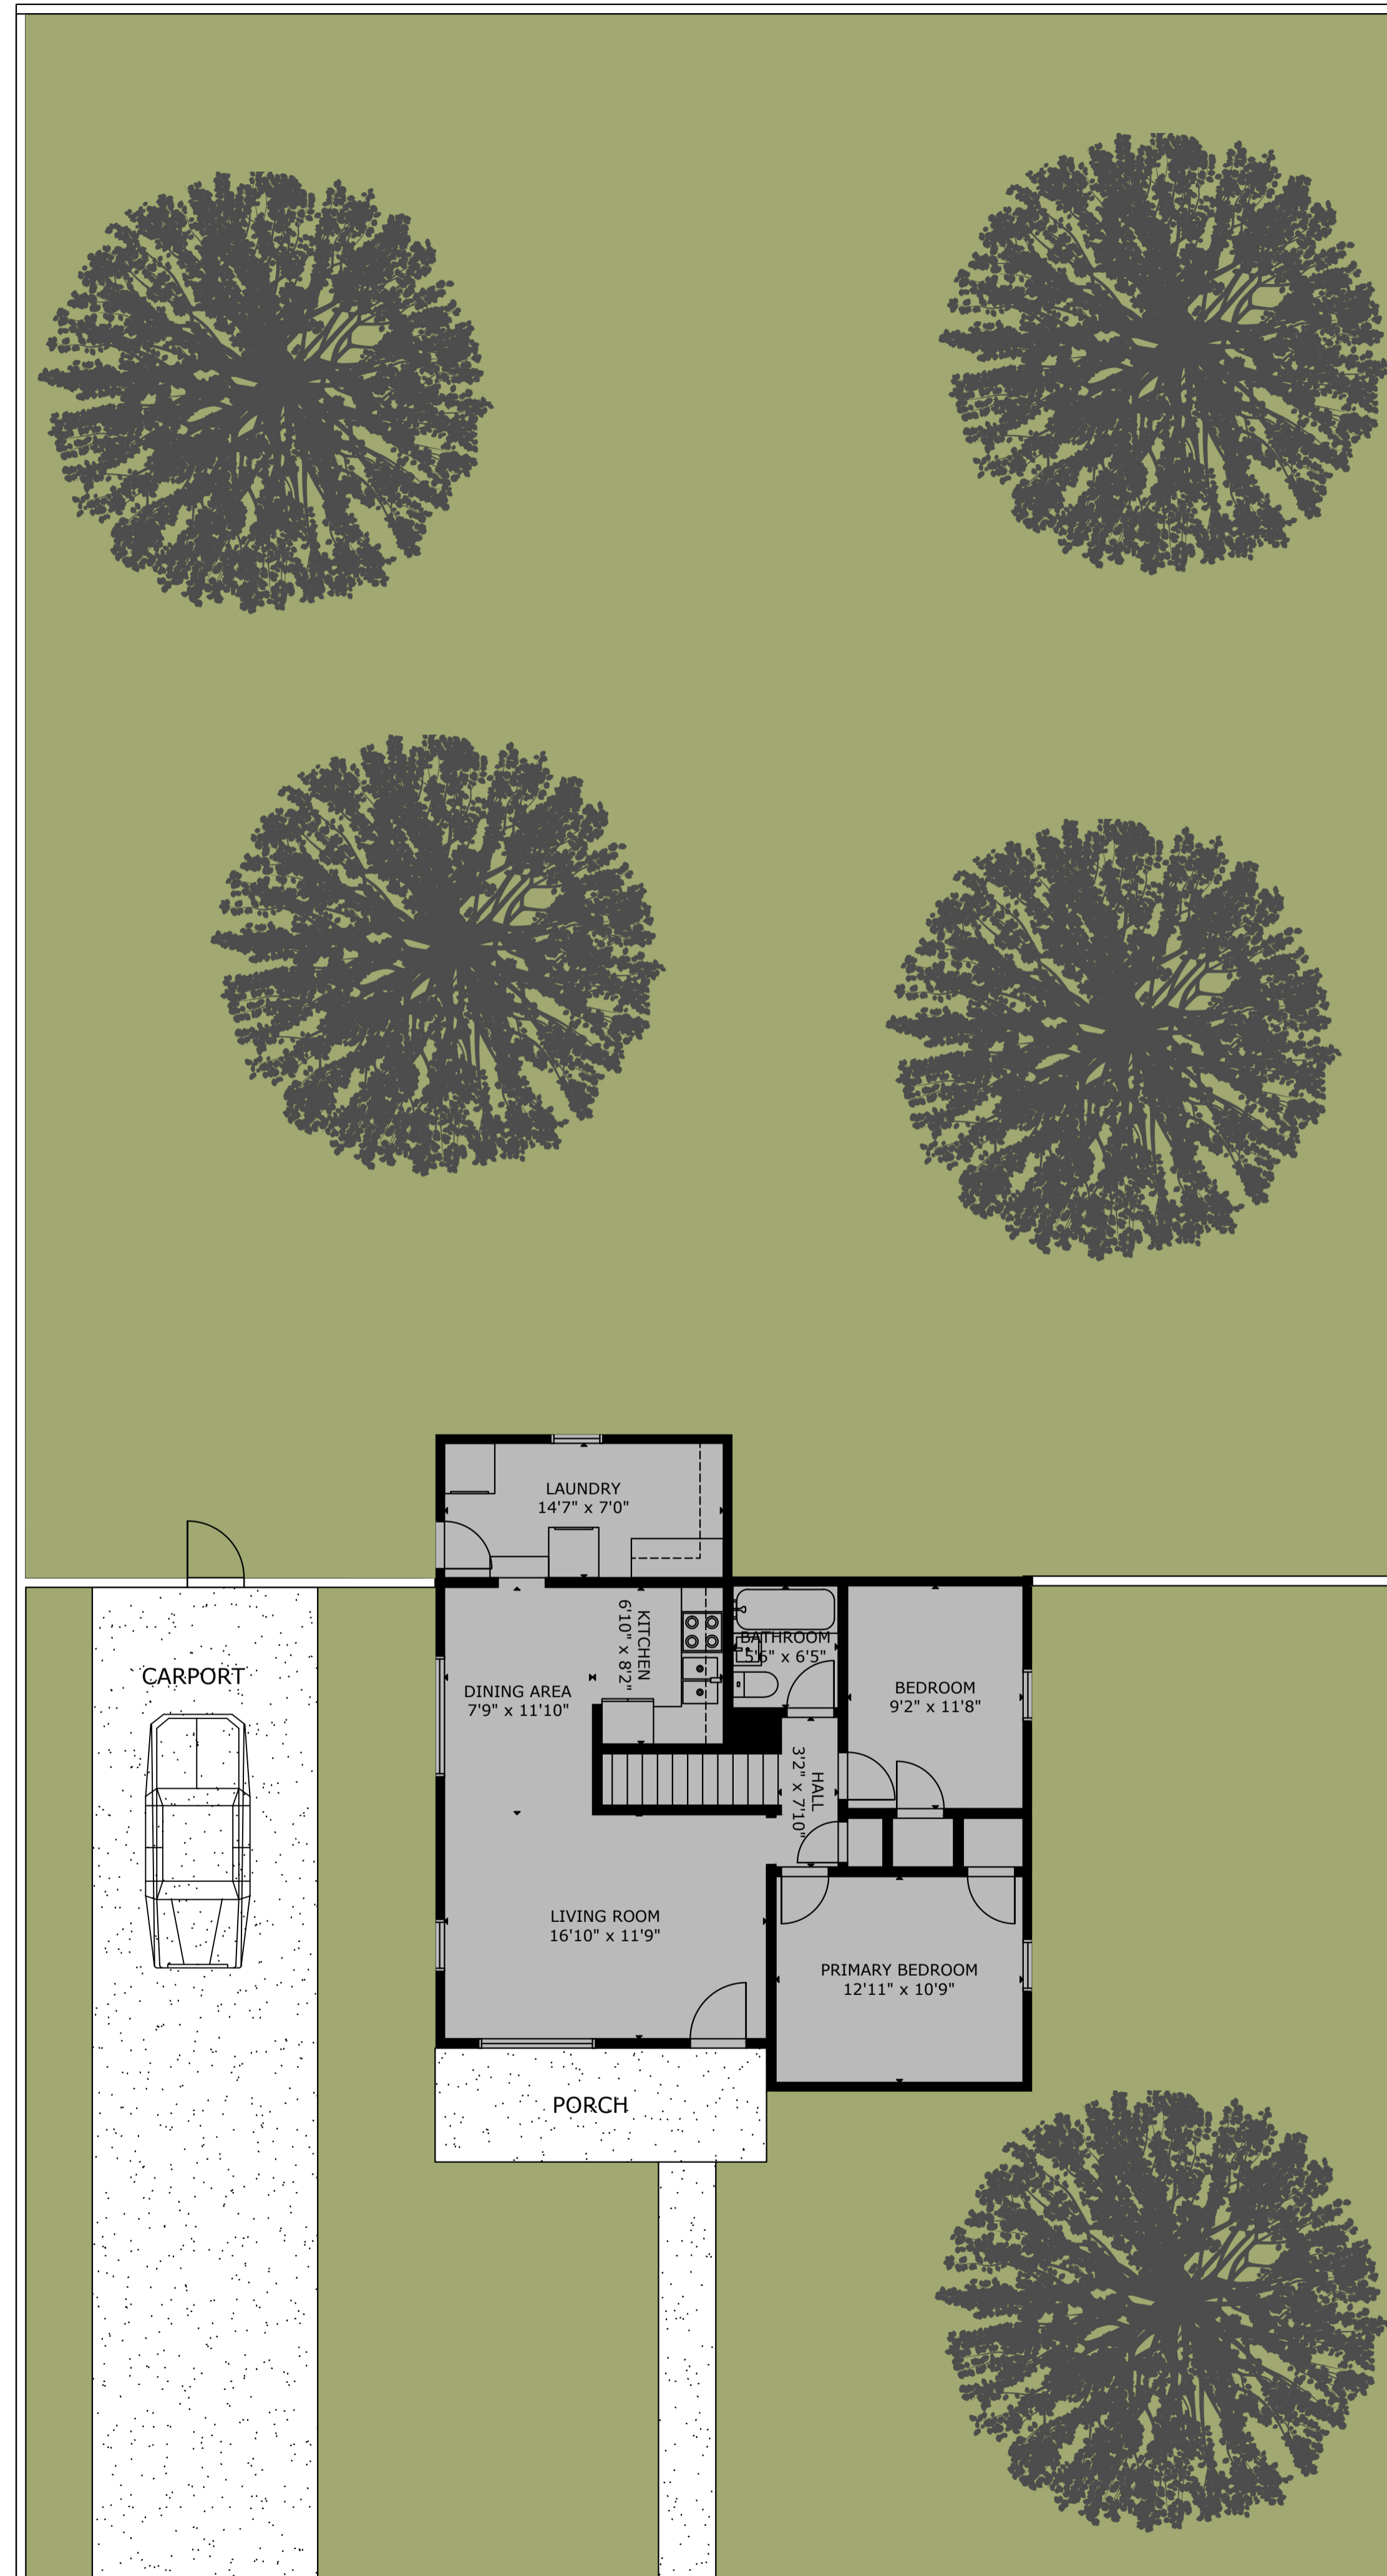 LAUNDRY
14'7" x 7'0"
KITCHEN
6'10" x 8'2"
BATHROOM
5'6" x 6'5"
CARPORT
DINING AREA
7'9" x 11'10"
BEDROOM
9'2" x 11'8"
HALL
3'2" x 7'10"
LIVING ROOM
16'10" x 11'9"
PRIMARY BEDROOM
12'11" x 10'9"
PORCH